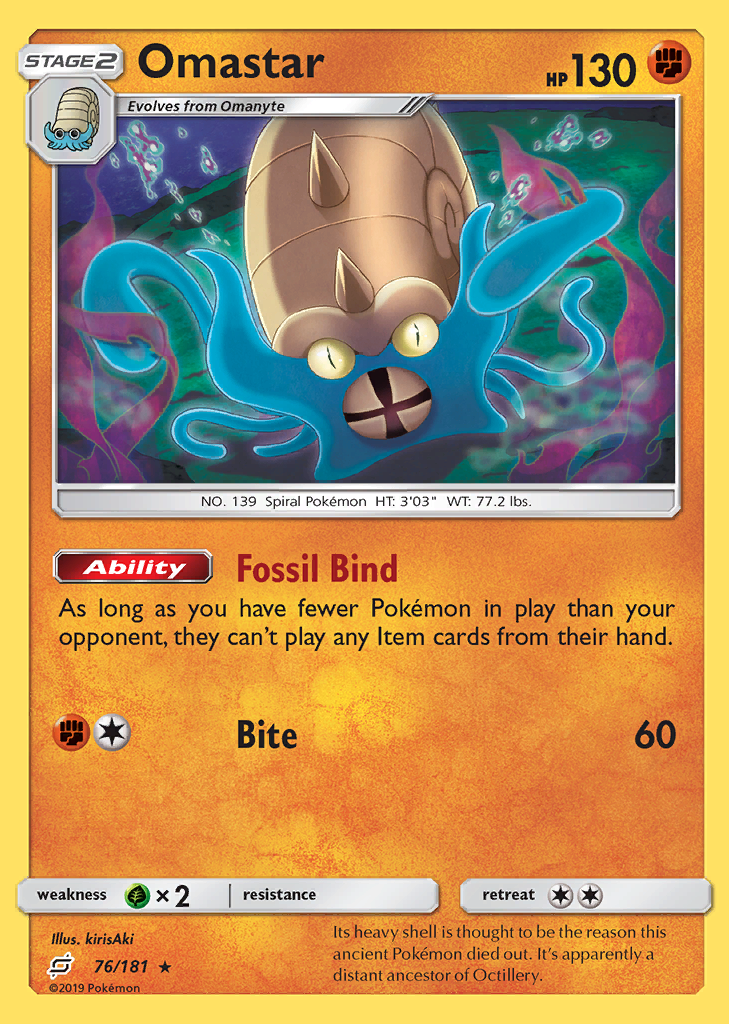 STAGE2
Omastar
HP130
Evolves from Omanyte
NO. 139 Spiral Pokémon HT: 3'03" WT: 77.2 lbs.
Ability Fossil Bind
As long as you have fewer Pokémon in play than your
opponent, they can't play any Item cards from their hand.
Bite 60
weakness ×2 resistance retreat
Illus. kirisAki
76/181 ★
©2019 Pokémon
Its heavy shell is thought to be the reason this
ancient Pokémon died out. It's apparently a
distant ancestor of Octillery.